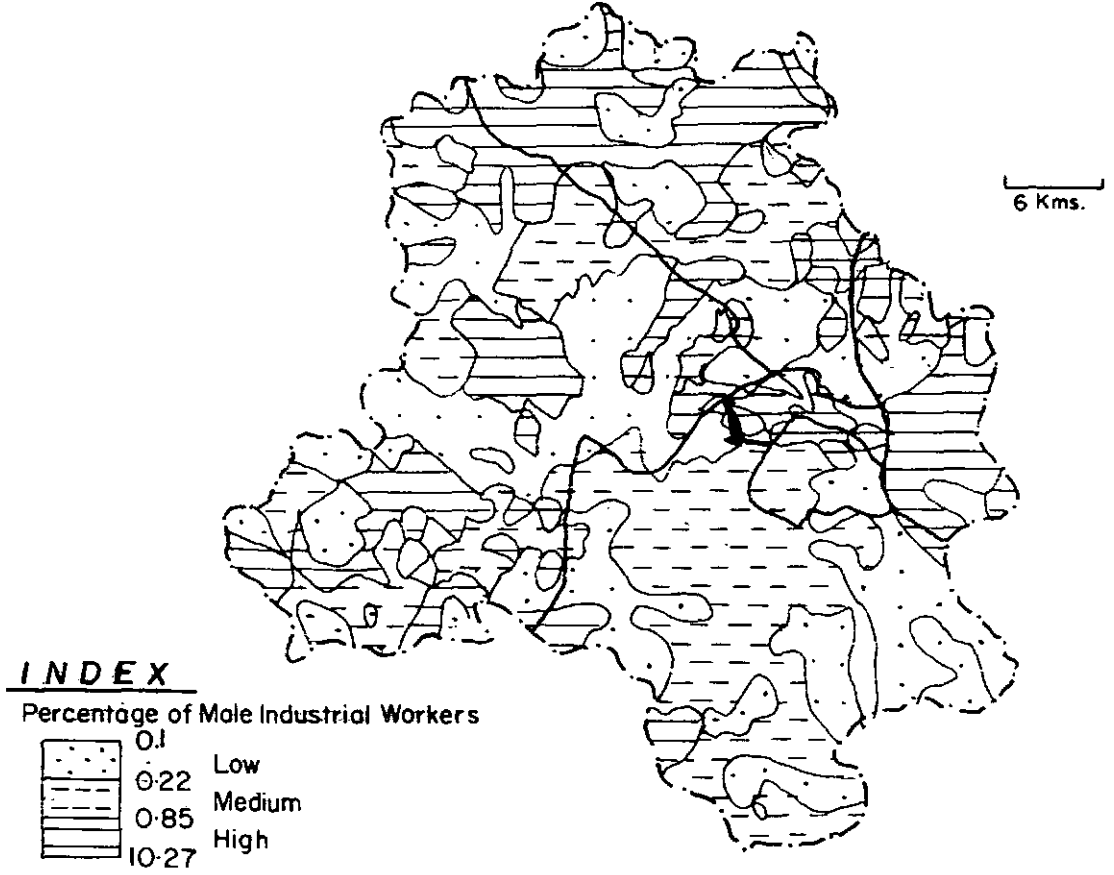 6 Kms.
INDEX
Percentage of Male Industrial Workers
0.1
Low
0.22
Medium
0.85
High
10.27